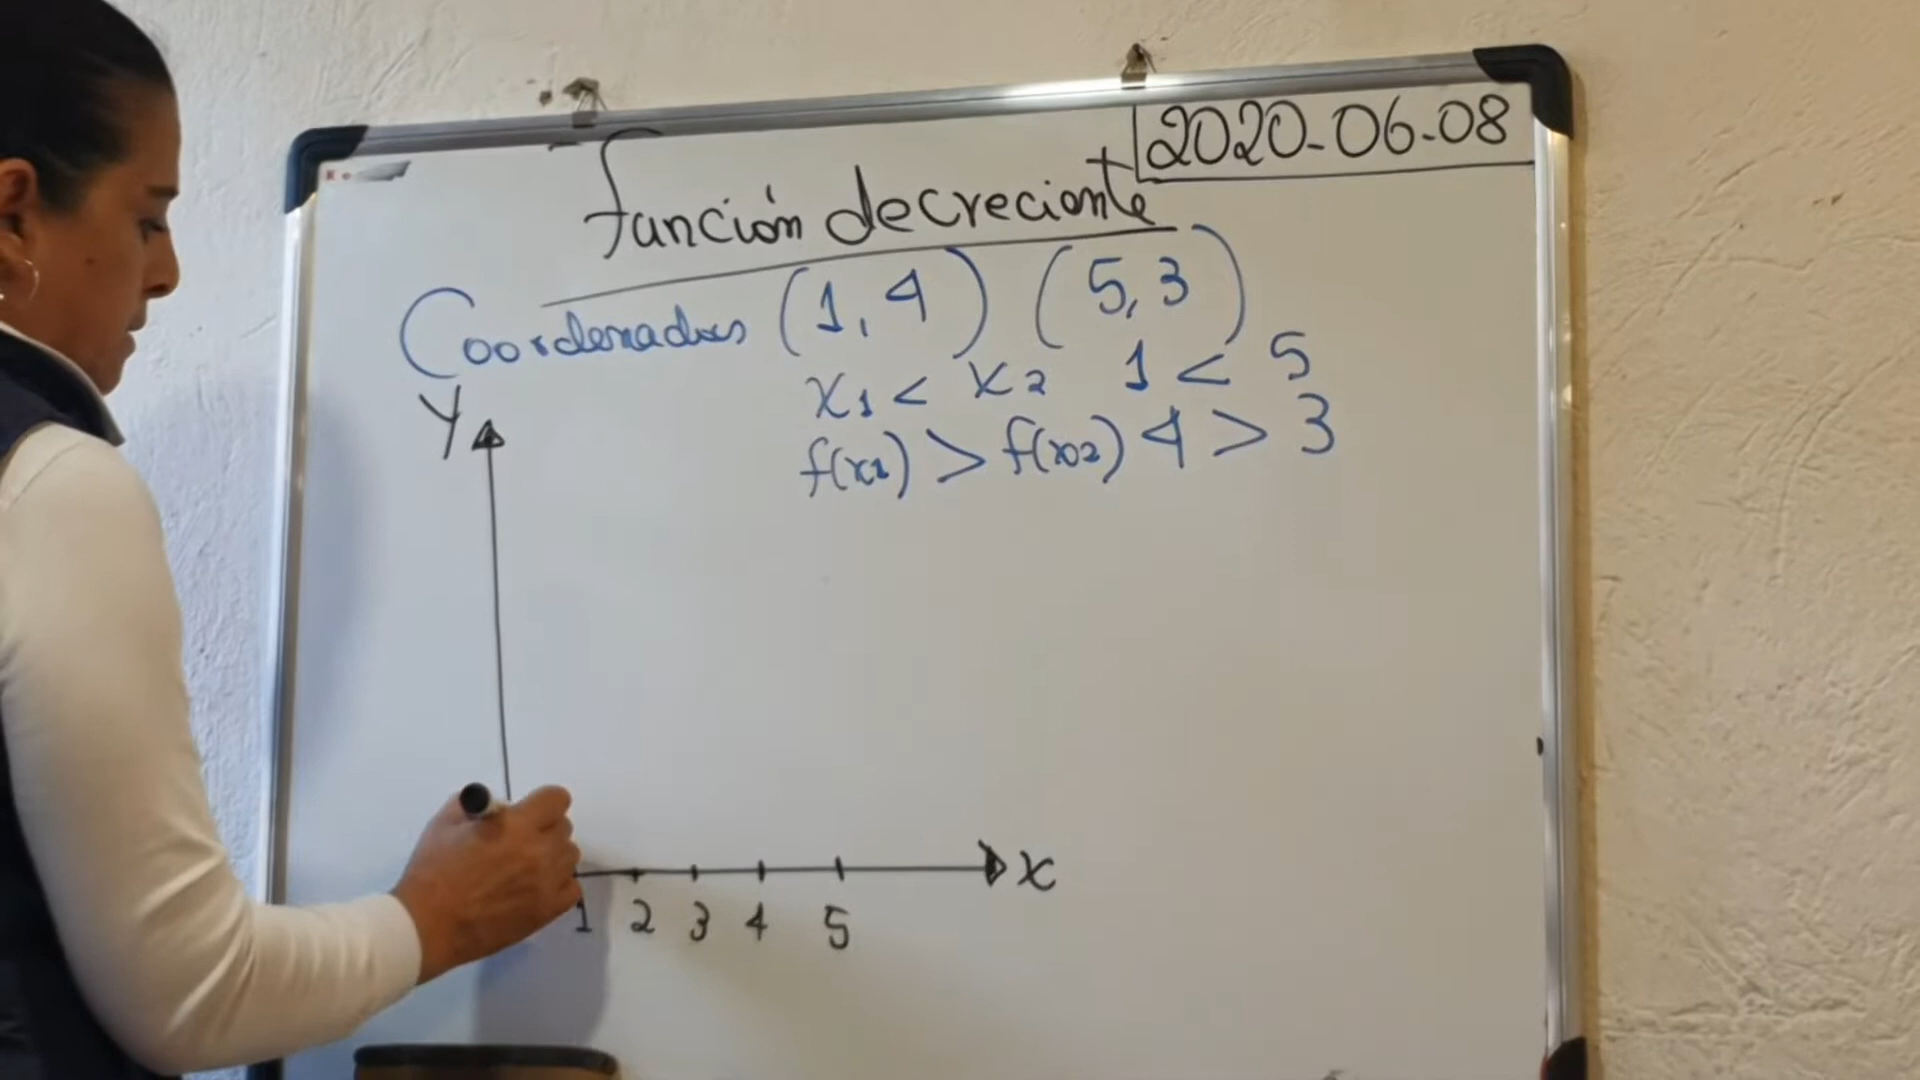 2020-06-08
función decreciente
Coordenadas (1, 4) (5, 3)
x1 < x2 1 < 5
f(x1) > f(x2) 4 > 3
Y
X
1 2 3 4 5